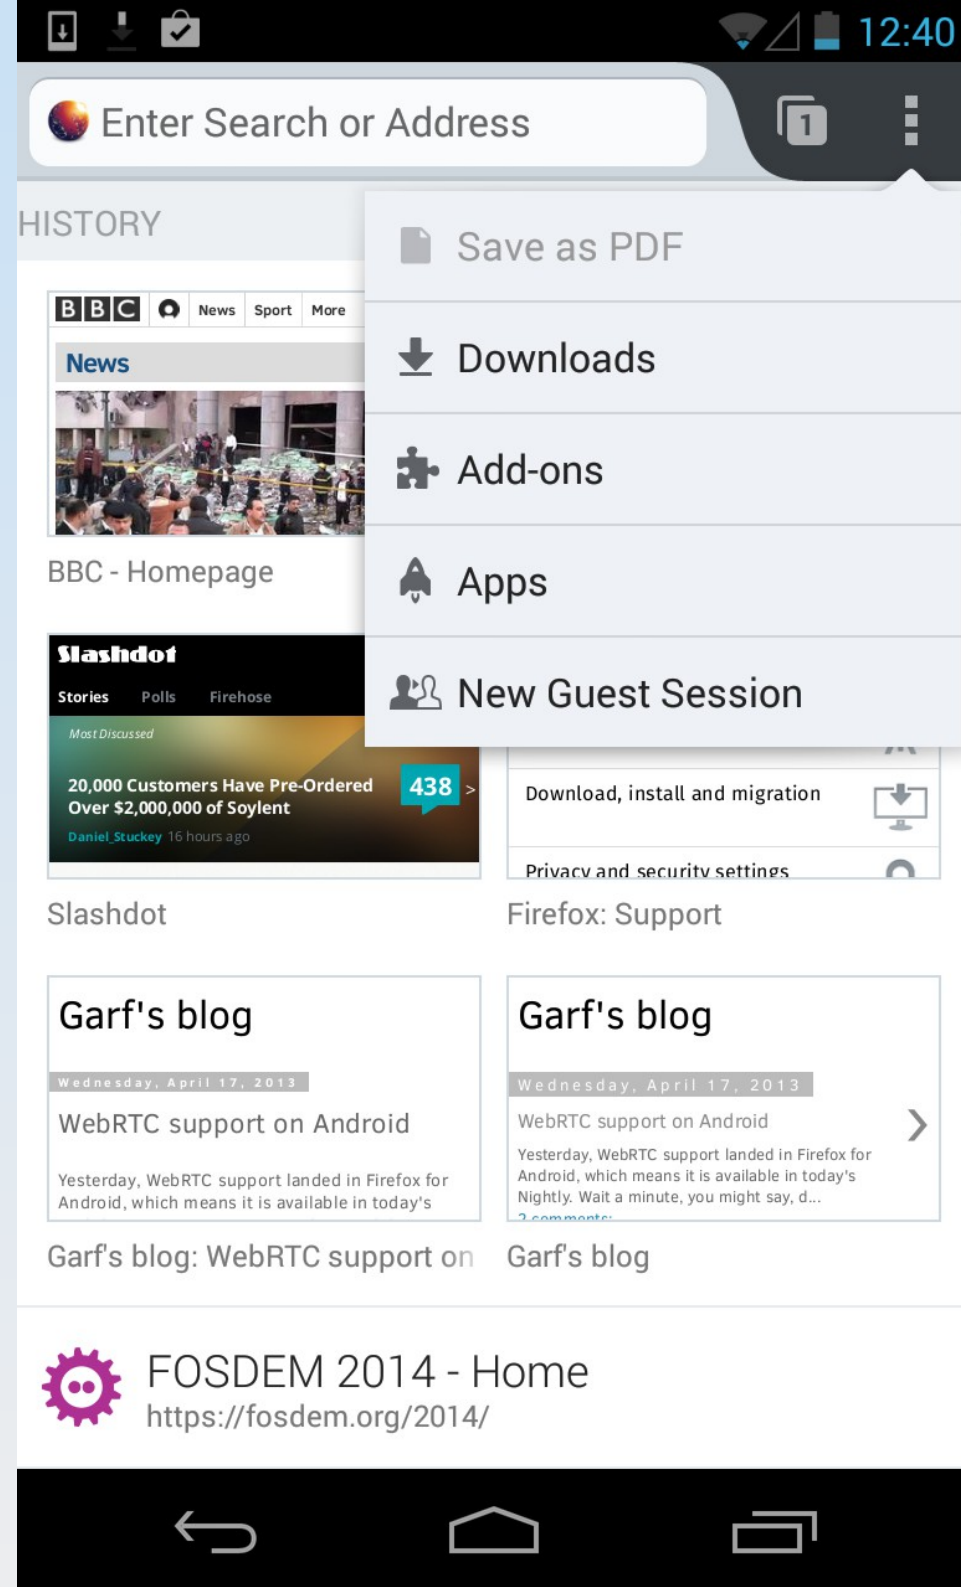 12:40
Enter Search or Address
1
HISTORY
Save as PDF
Downloads
Add-ons
Apps
New Guest Session
BBC News Sport More
News
BBC - Homepage
Slashdot
Stories Polls Firehose
Most Discussed
20,000 Customers Have Pre-Ordered
Over $2,000,000 of Soylent
438 >
Daniel_Stuckey 16 hours ago
Slashdot
Download, install and migration
Privacy and security settings
Firefox: Support
Garf's blog
Wednesday, April 17, 2013
WebRTC support on Android
Yesterday, WebRTC support landed in Firefox for
Android, which means it is available in today's
Garf's blog: WebRTC support on
Garf's blog
Wednesday, April 17, 2013
WebRTC support on Android
Yesterday, WebRTC support landed in Firefox for
Android, which means it is available in today's
Nightly. Wait a minute, you might say, d...
2 comments:
Garf's blog
FOSDEM 2014 - Home
https://fosdem.org/2014/